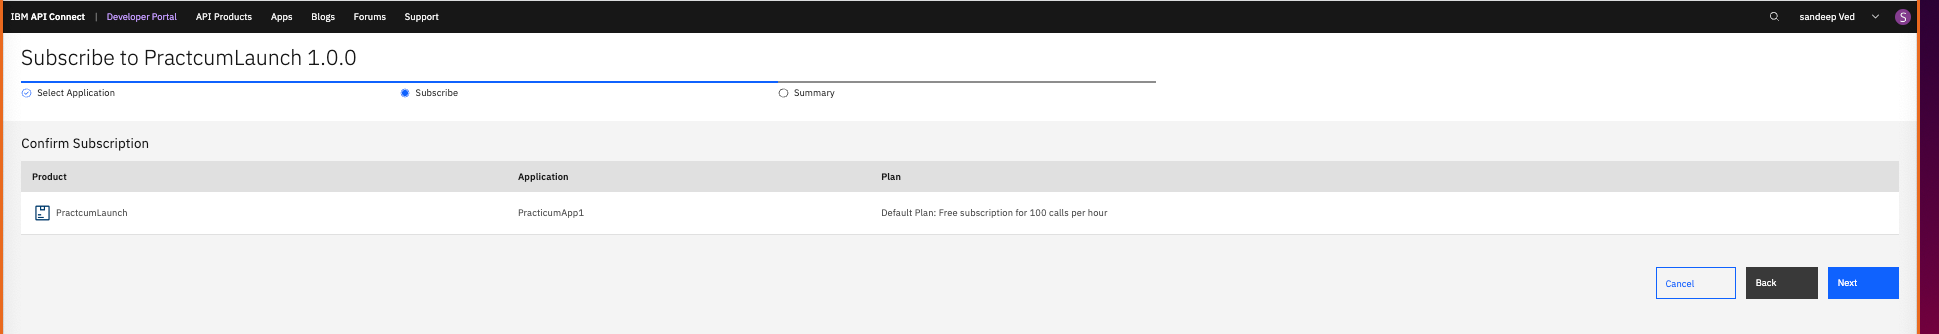 IBM API Connect | Developer Portal API Products Apps Blogs Forums Support sandeep Ved S
Subscribe to PractcumLaunch 1.0.0
Select Application Subscribe Summary
Confirm Subscription
Product Application Plan
PractcumLaunch PracticumApp1 Default Plan: Free subscription for 100 calls per hour
Cancel Back Next